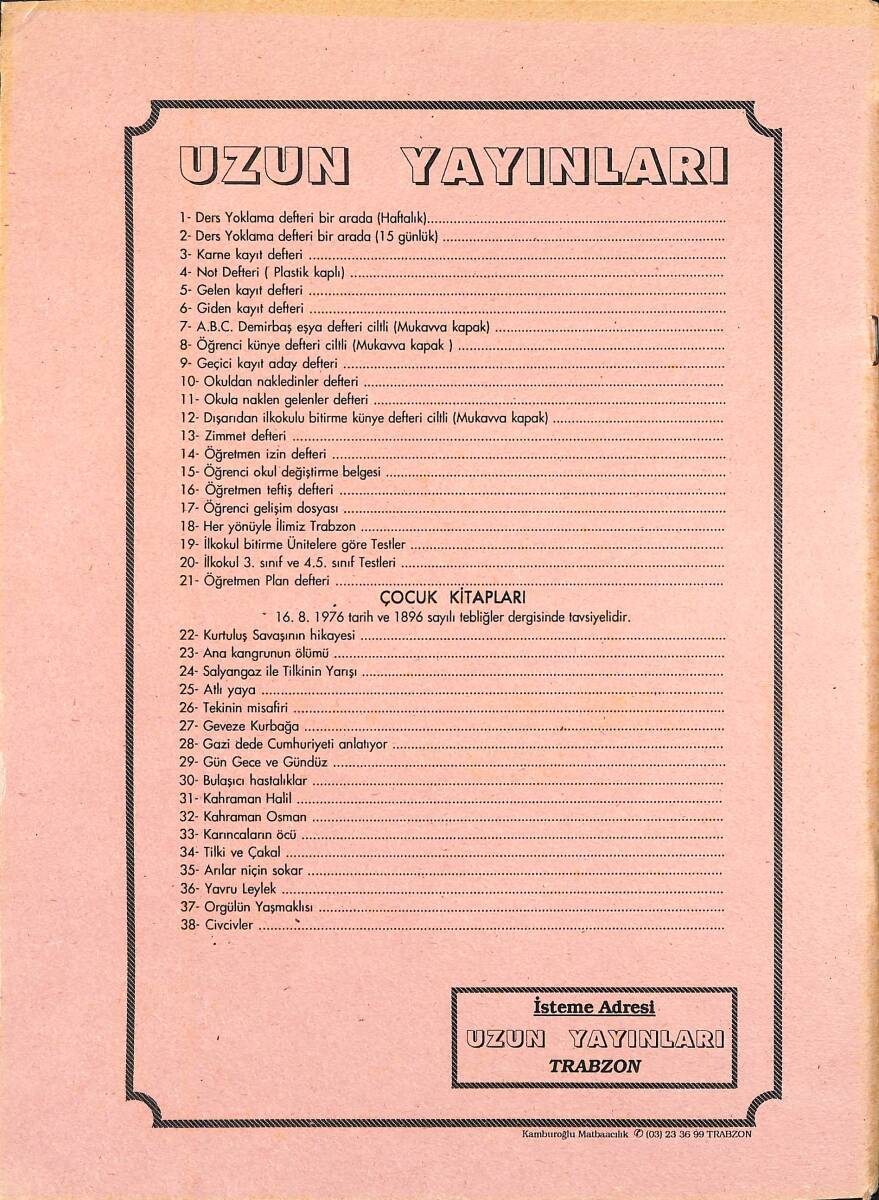 UZUN YAYINLARI
1- Ders Yoklama defteri bir arada (Haftalık)
2- Ders Yoklama defteri bir arada (15 günlük)
3- Karne kayıt defteri
4- Not Defteri ( Plastik kaplı)
5- Gelen kayıt defteri
6- Giden kayıt defteri
7- A.B.C. Demirbaş eşya defteri ciltli (Mukavva kapak)
8- Öğrenci künye defteri ciltli (Mukavva kapak )
9- Geçici kayıt aday defteri
10- Okuldan nakledinler defteri
11- Okula naklen gelenler defteri
12- Dışarıdan ilkokulu bitirme künye defteri ciltli (Mukavva kapak)
13- Zimmet defteri
14- Öğretmen izin defteri
15- Öğrenci okul değiştirme belgesi
16- Öğretmen teftiş defteri
17- Öğrenci gelişim dosyası
18- Her yönüyle İlimiz Trabzon
19- İlkokul bitirme Ünitelere göre Testler
20- İlkokul 3. sınıf ve 4.5. sınıf Testleri
21- Öğretmen Plan defteri
ÇOCUK KİTAPLARI
16. 8. 1976 tarih ve 1896 sayılı tebliğler dergisinde tavsiyelidir.
22- Kurtuluş Savaşının hikayesi
23- Ana kangrunun ölümü
24- Salyangoz ile Tilkinin Yarışı
25- Atlı yaya
26- Tekinin misafiri
27- Geveze Kurbağa
28- Gazi dede Cumhuriyeti anlatıyor
29- Gün Gece ve Gündüz
30- Bulaşıcı hastalıklar
31- Kahraman Halil
32- Kahraman Osman
33- Karıncaların öcü
34- Tilki ve Çakal
35- Arılar niçin sokar
36- Yavru Leylek
37- Orgülün Yaşmaklısı
38- Civcivler
İsteme Adresi
UZUN YAYINLARI
TRABZON
Kamburoğlu Matbaacılık ✆ (03) 23 36 99 TRABZON